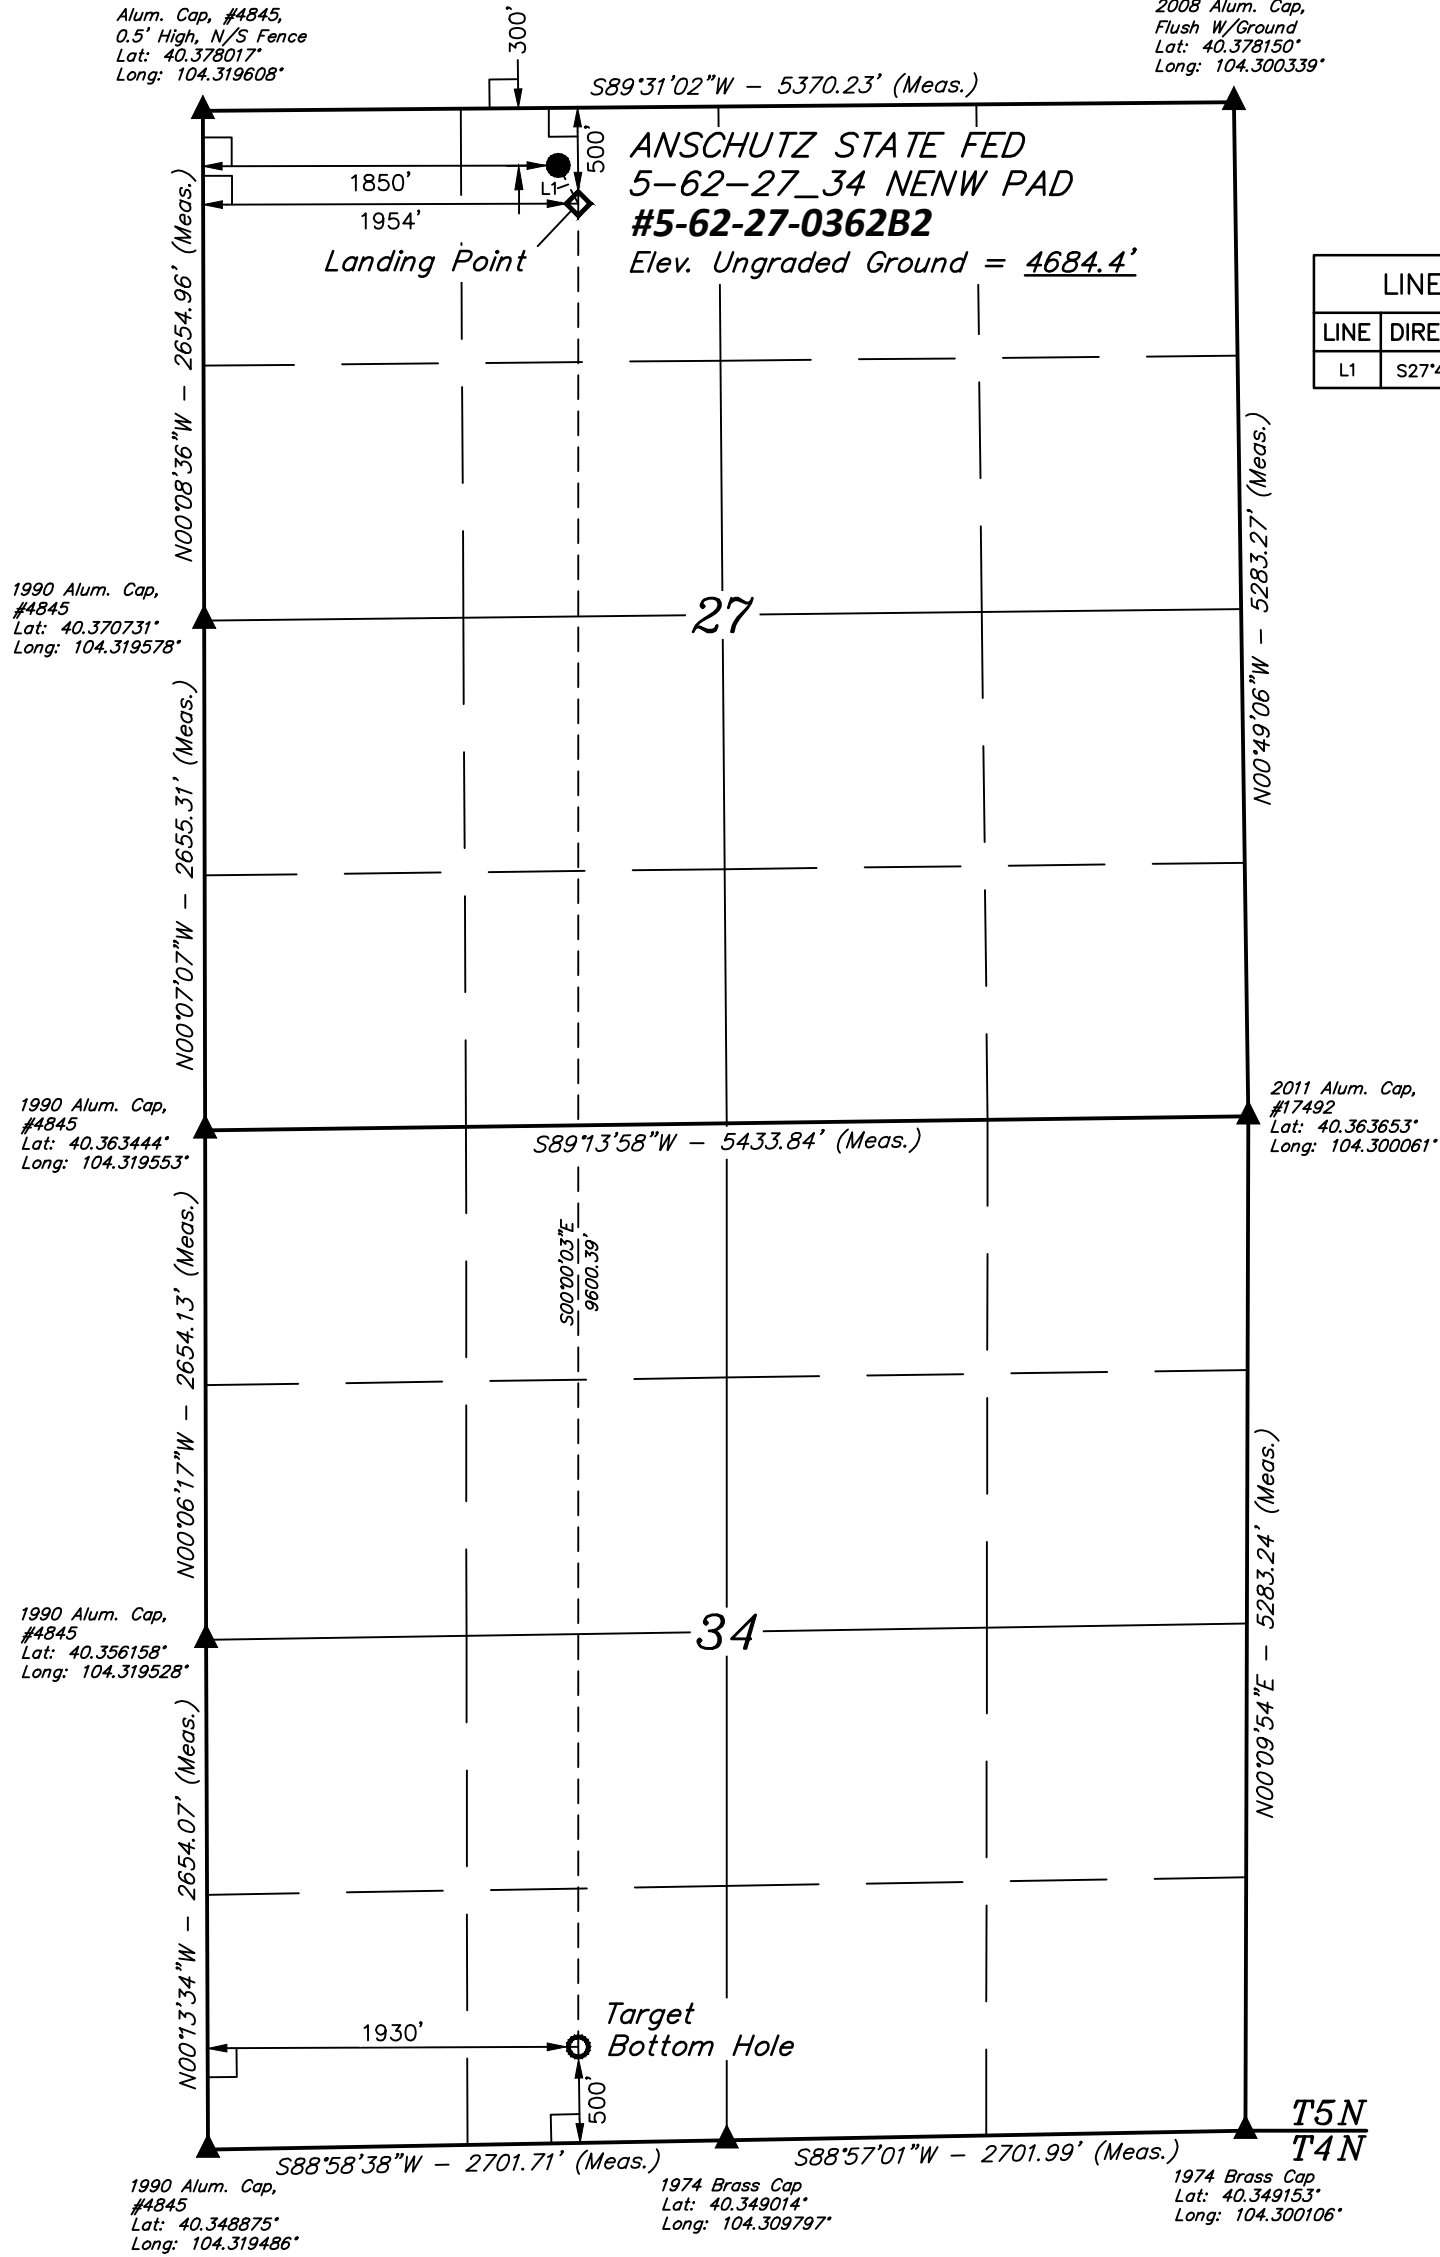 Alum. Cap, #4845,
0.5' High, N/S Fence
Lat: 40.378017°
Long: 104.319608°
300'
2008 Alum. Cap,
Flush W/Ground
Lat: 40.378150°
Long: 104.300339°
S89°31'02"W - 5370.23' (Meas.)
500'
1850'
L1
1954'
Landing Point
ANSCHUTZ STATE FED
5-62-27_34 NENW PAD
#5-62-27-0362B2
Elev. Ungraded Ground = 4684.4'
LINE
LINE DIRE
L1 S27°4
N00°08'36"W - 2654.96' (Meas.)
N00°49'06"W - 5283.27' (Meas.)
1990 Alum. Cap,
#4845
Lat: 40.370731°
Long: 104.319578°
27
N00°07'07"W - 2655.31' (Meas.)
1990 Alum. Cap,
#4845
Lat: 40.363444°
Long: 104.319553°
S89°13'58"W - 5433.84' (Meas.)
2011 Alum. Cap,
#17492
Lat: 40.363653°
Long: 104.300061°
S00°00'03"E
9600.39'
N00°06'17"W - 2654.13' (Meas.)
N00°09'54"E - 5283.24' (Meas.)
1990 Alum. Cap,
#4845
Lat: 40.356158°
Long: 104.319528°
34
N00°13'34"W - 2654.07' (Meas.)
1930'
Target
Bottom Hole
500'
T5N
T4N
S88°58'38"W - 2701.71' (Meas.)
S88°57'01"W - 2701.99' (Meas.)
1990 Alum. Cap,
#4845
Lat: 40.348875°
Long: 104.319486°
1974 Brass Cap
Lat: 40.349014°
Long: 104.309797°
1974 Brass Cap
Lat: 40.349153°
Long: 104.300106°